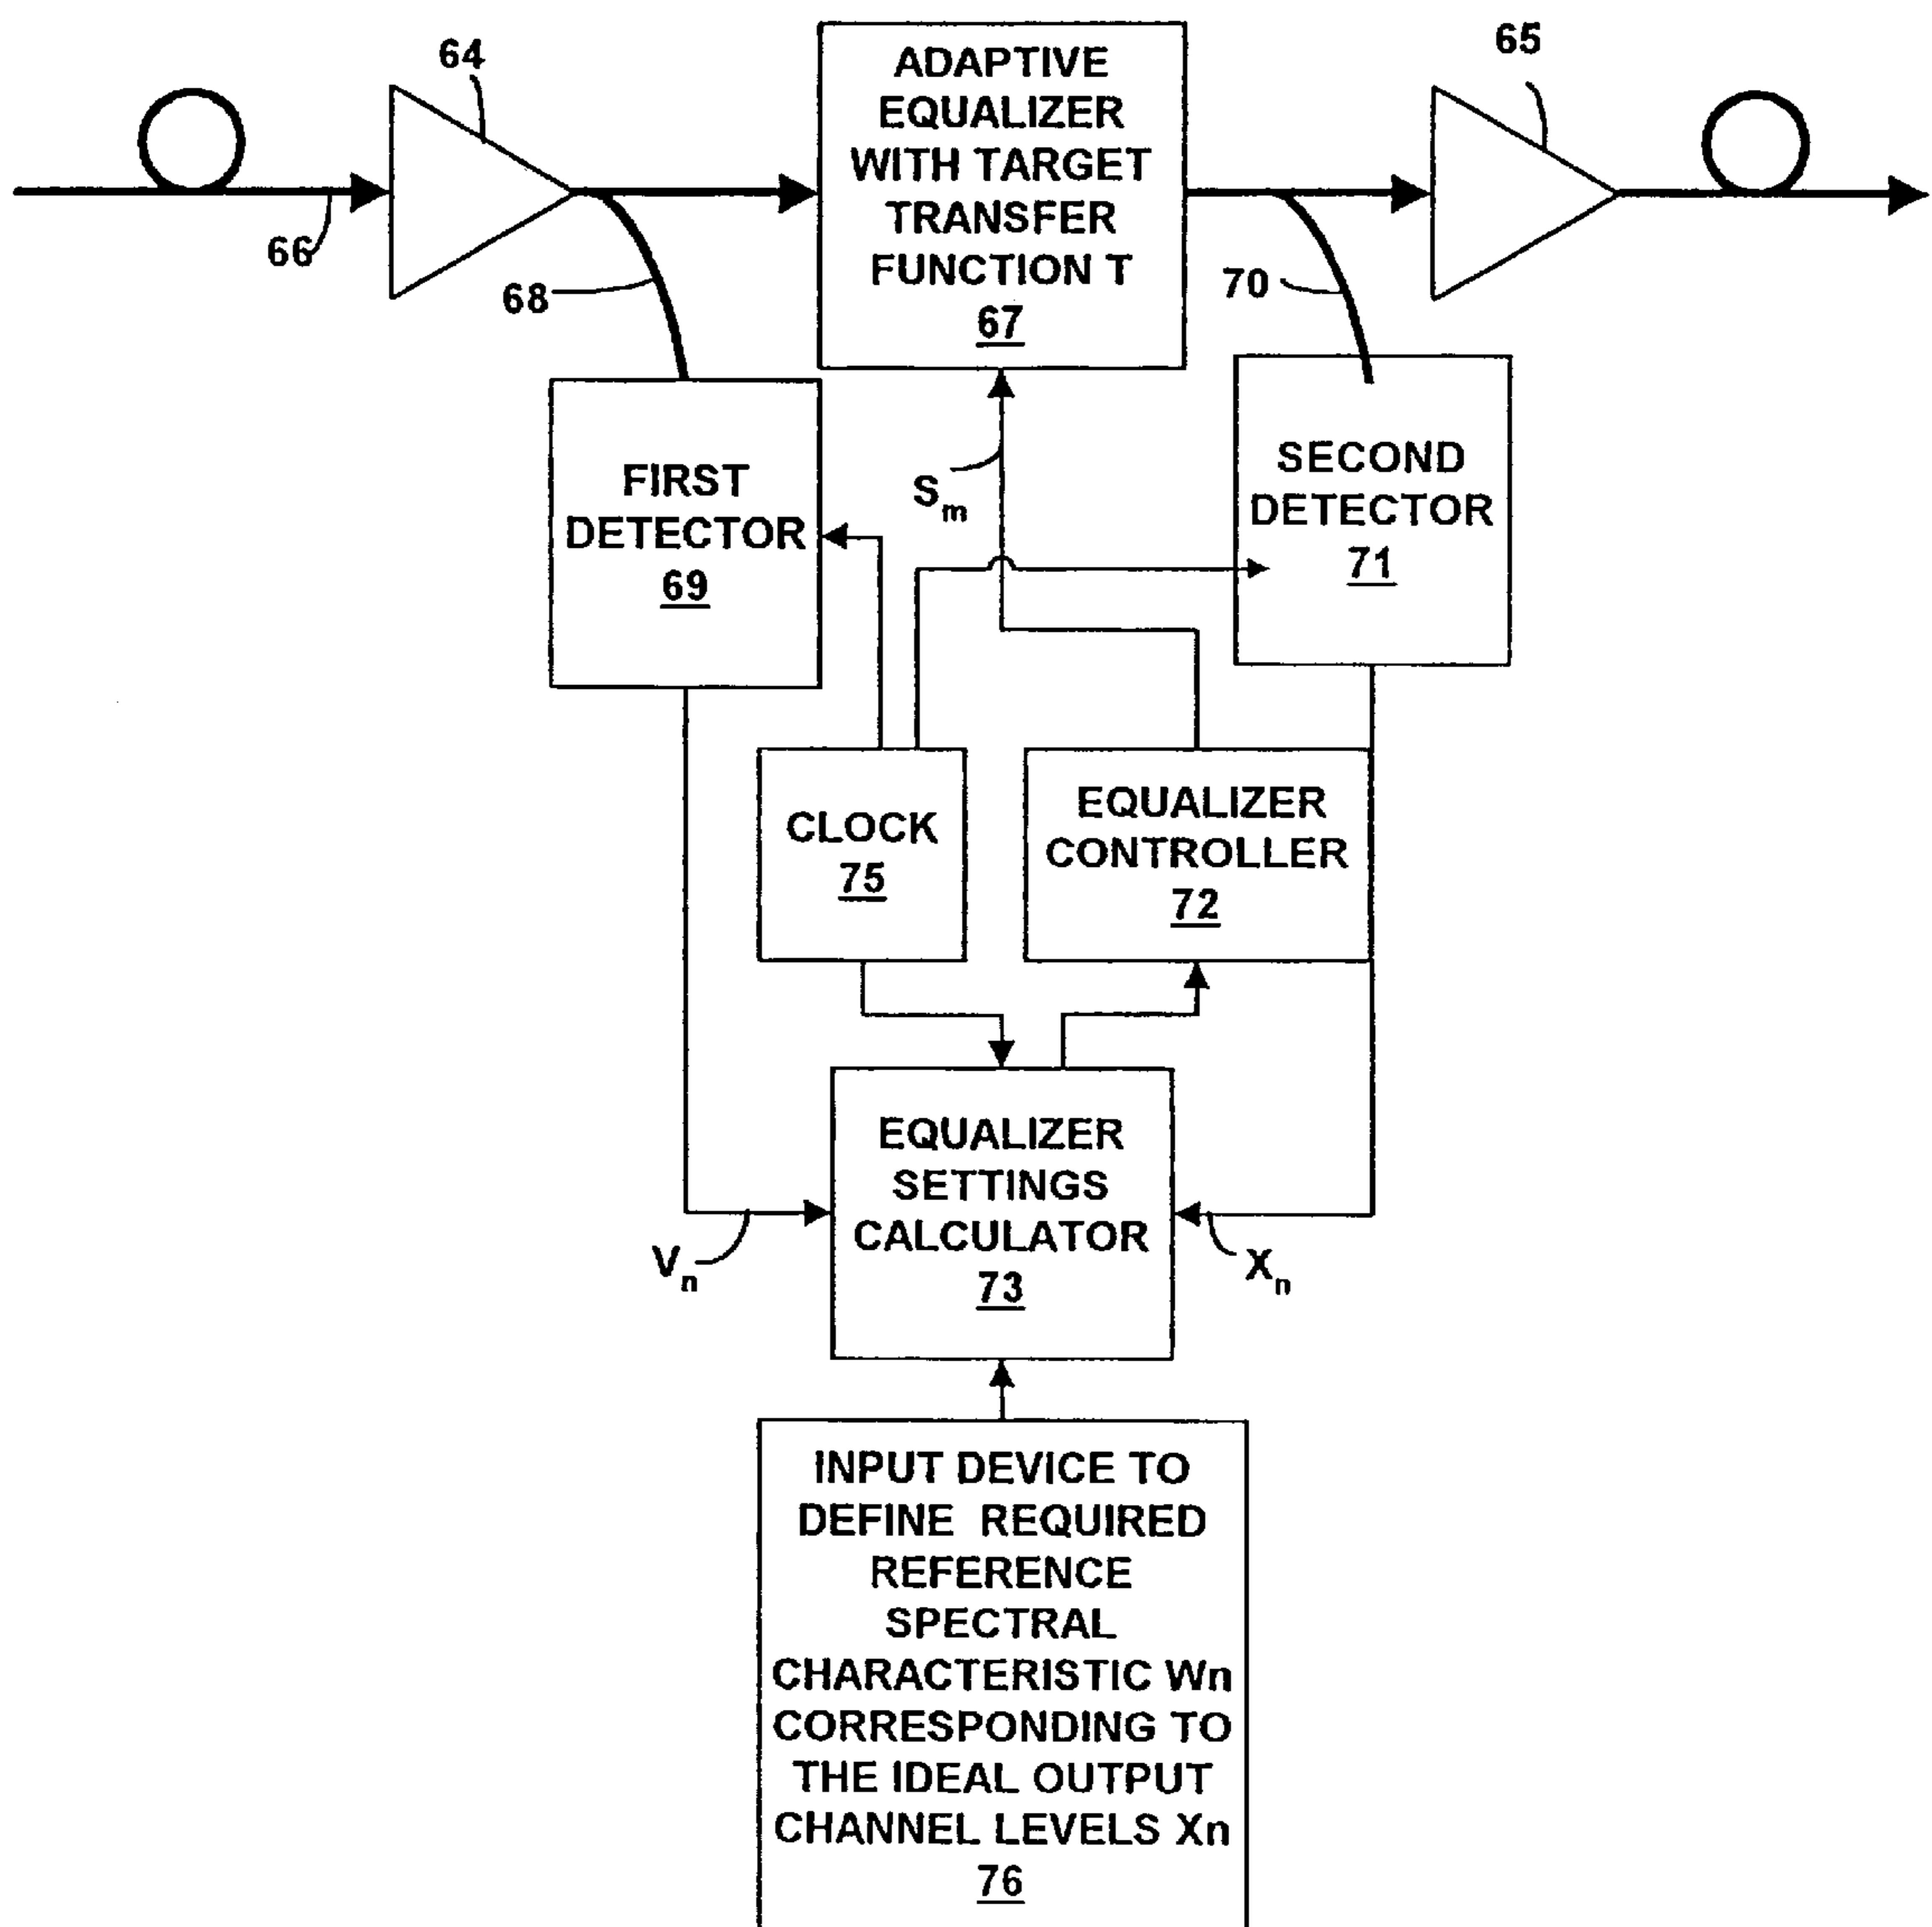 64
65
66
68
70
ADAPTIVE
EQUALIZER
WITH TARGET
TRANSFER
FUNCTION T
67
FIRST
DETECTOR
69
Sm
SECOND
DETECTOR
71
CLOCK
75
EQUALIZER
CONTROLLER
72
Vn
EQUALIZER
SETTINGS
CALCULATOR
73
Xn
INPUT DEVICE TO
DEFINE REQUIRED
REFERENCE
SPECTRAL
CHARACTERISTIC Wn
CORRESPONDING TO
THE IDEAL OUTPUT
CHANNEL LEVELS Xn
76